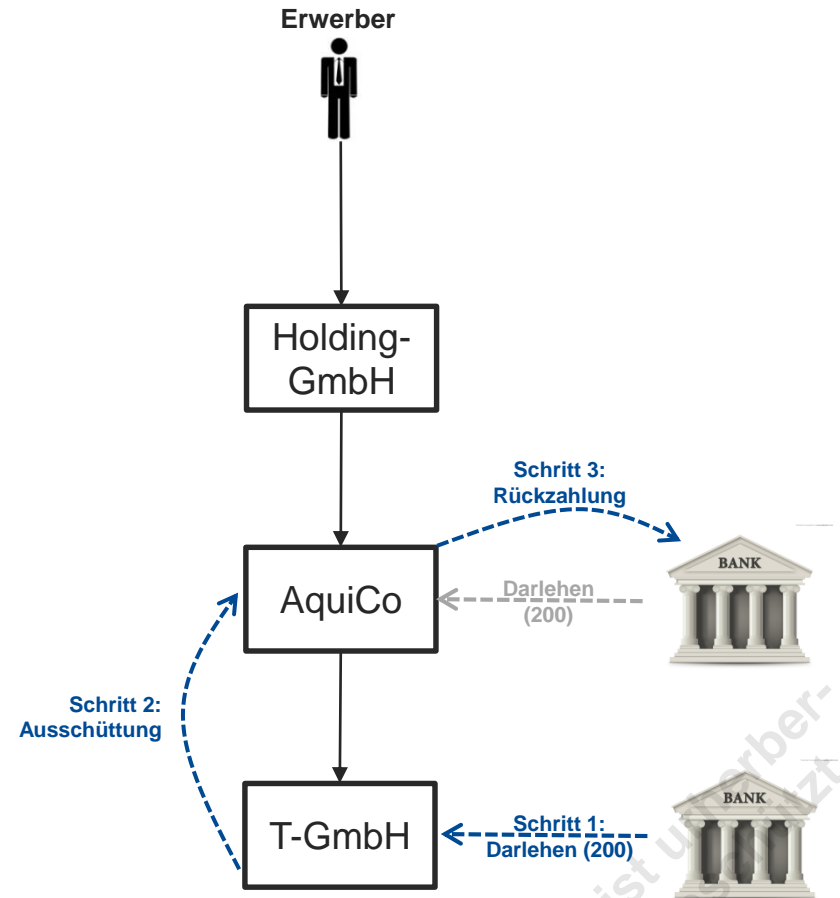 Erwerber
Holding-
GmbH
Schritt 3:
Rückzahlung
BANK
AquiCo
Darlehen
(200)
Schritt 2:
Ausschüttung
BANK
T-GmbH
Schritt 1:
Darlehen (200)